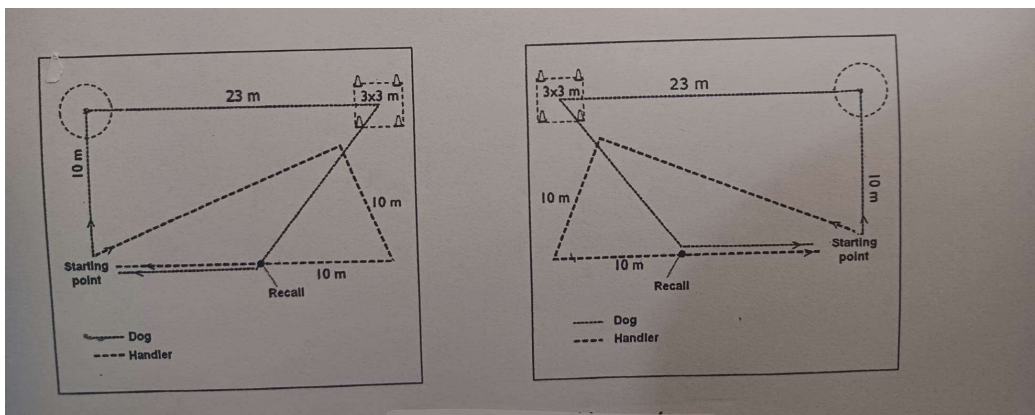 23 m
3x3 m
10 m
10 m
Starting
point
10 m
Recall
Dog
Handler
3x3 m
23 m
10 m
10 m
Starting
point
10 m
Recall
Dog
Handler